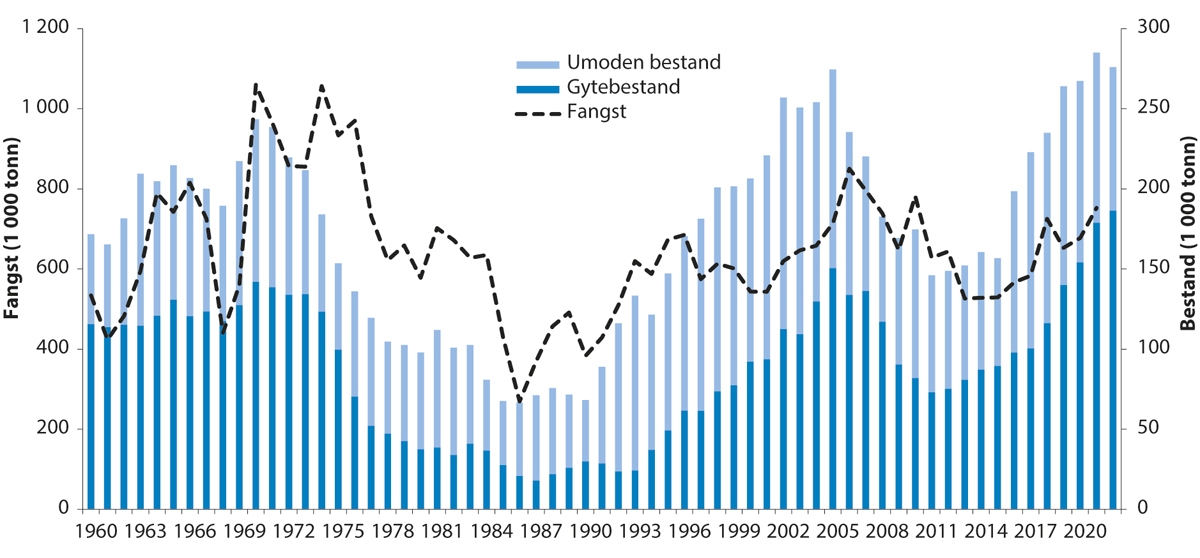 1 200
1 000
800
600
400
200
0
Fangst (1 000 tonn)
Umoden bestand
Gytebestand
Fangst
300
250
200
150
100
50
0
Bestand (1 000 tonn)
1960 1963 1966 1969 1972 1975 1978 1981 1984 1987 1990 1993 1996 1999 2002 2005 2008 2011 2014 2017 2020